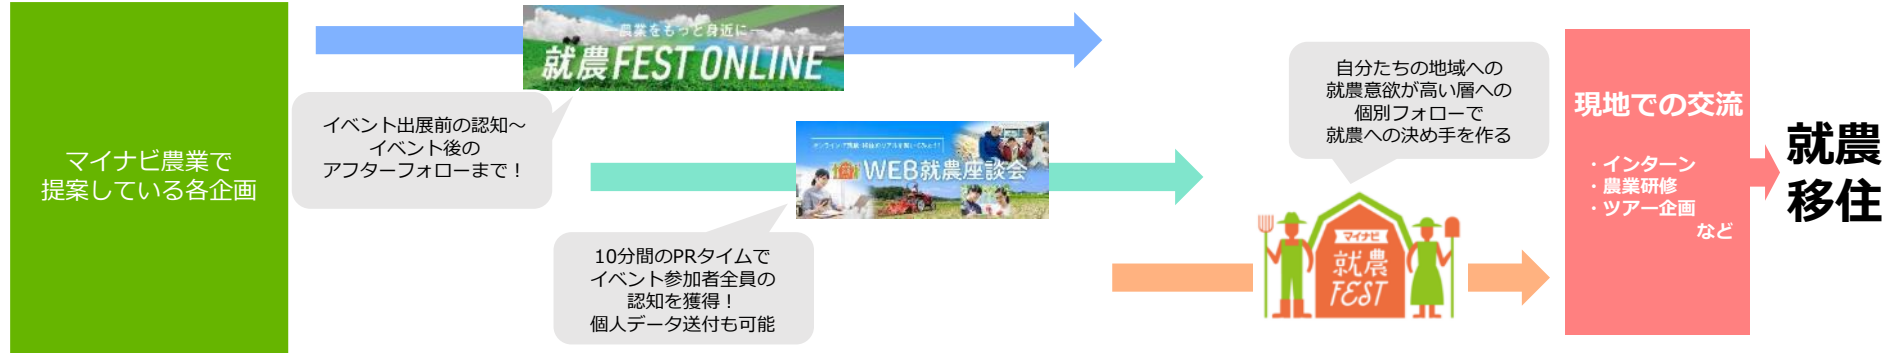 マイナビ農業で
提案している各企画
農業をもっと身近に
就農FEST ONLINE
イベント出展前の認知～
イベント後の
アフターフォローまで！
WEB就農座談会
10分間のPRタイムで
イベント参加者全員の
認知を獲得！
個人データ送付も可能
自分たちの地域への
就農意欲が高い層への
個別フォローで
就農への決め手を作る
マイナビ
就農
FEST
現地での交流
・インターン
・農業研修
・ツアー企画
など
就農
移住